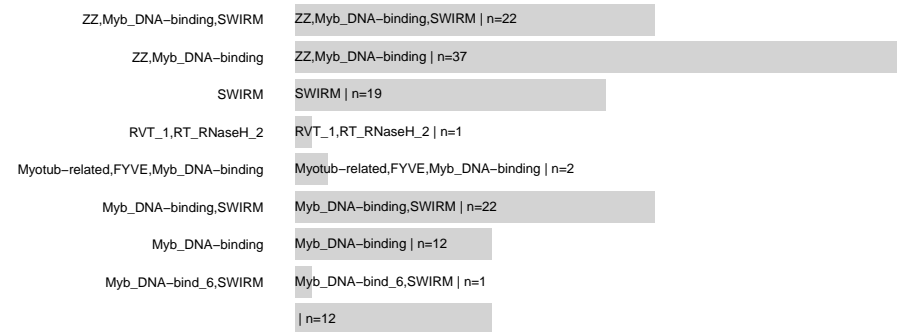 ZZ,Myb_DNA−binding,SWIRM ZZ,Myb_DNA−binding,SWIRM | n=22
ZZ,Myb_DNA−binding ZZ,Myb_DNA−binding | n=37
SWIRM SWIRM | n=19
RVT_1,RT_RNaseH_2 RVT_1,RT_RNaseH_2 | n=1
Myotub−related,FYVE,Myb_DNA−binding Myotub−related,FYVE,Myb_DNA−binding | n=2
Myb_DNA−binding,SWIRM Myb_DNA−binding,SWIRM | n=22
Myb_DNA−binding Myb_DNA−binding | n=12
Myb_DNA−bind_6,SWIRM Myb_DNA−bind_6,SWIRM | n=1
| n=12